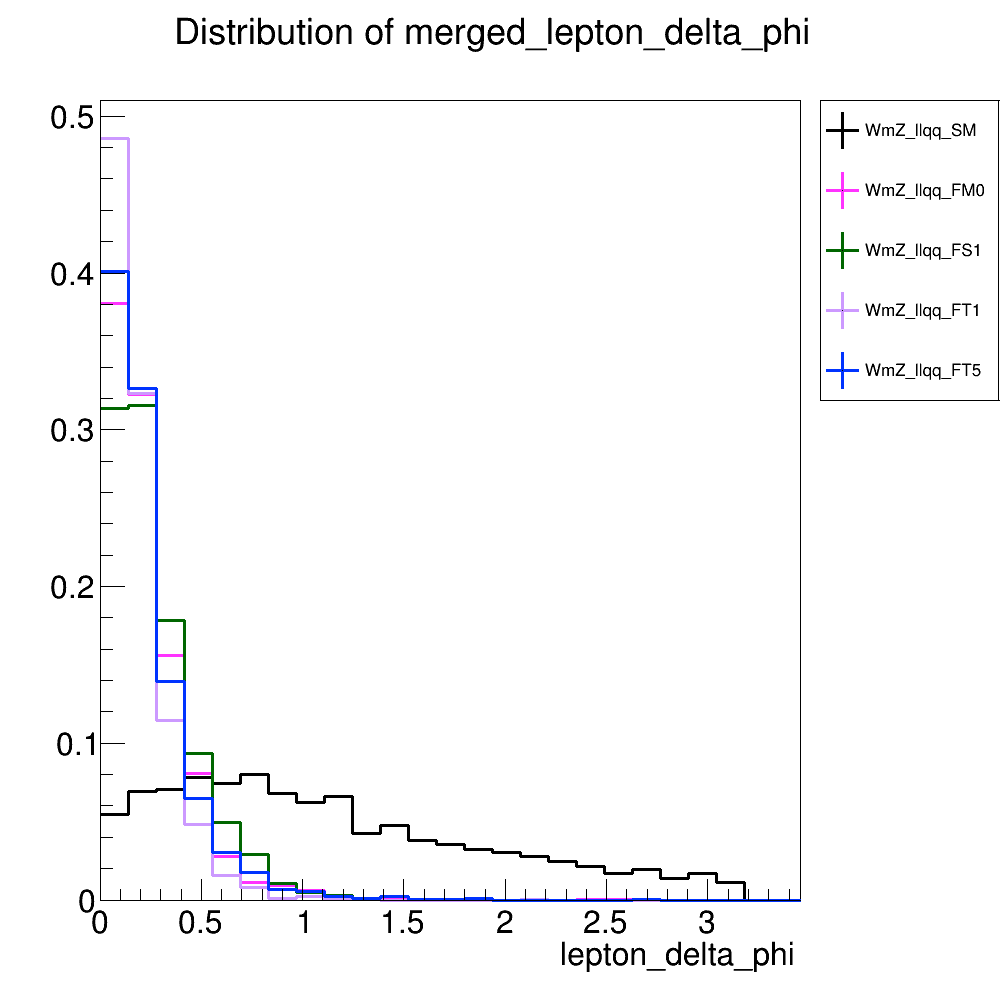 Distribution of merged_lepton_delta_phi
0.5
0.4
0.3
0.2
0.1
0
0 0.5 1 1.5 2 2.5 3
lepton_delta_phi
WmZ_llqq_SM
WmZ_llqq_FM0
WmZ_llqq_FS1
WmZ_llqq_FT1
WmZ_llqq_FT5